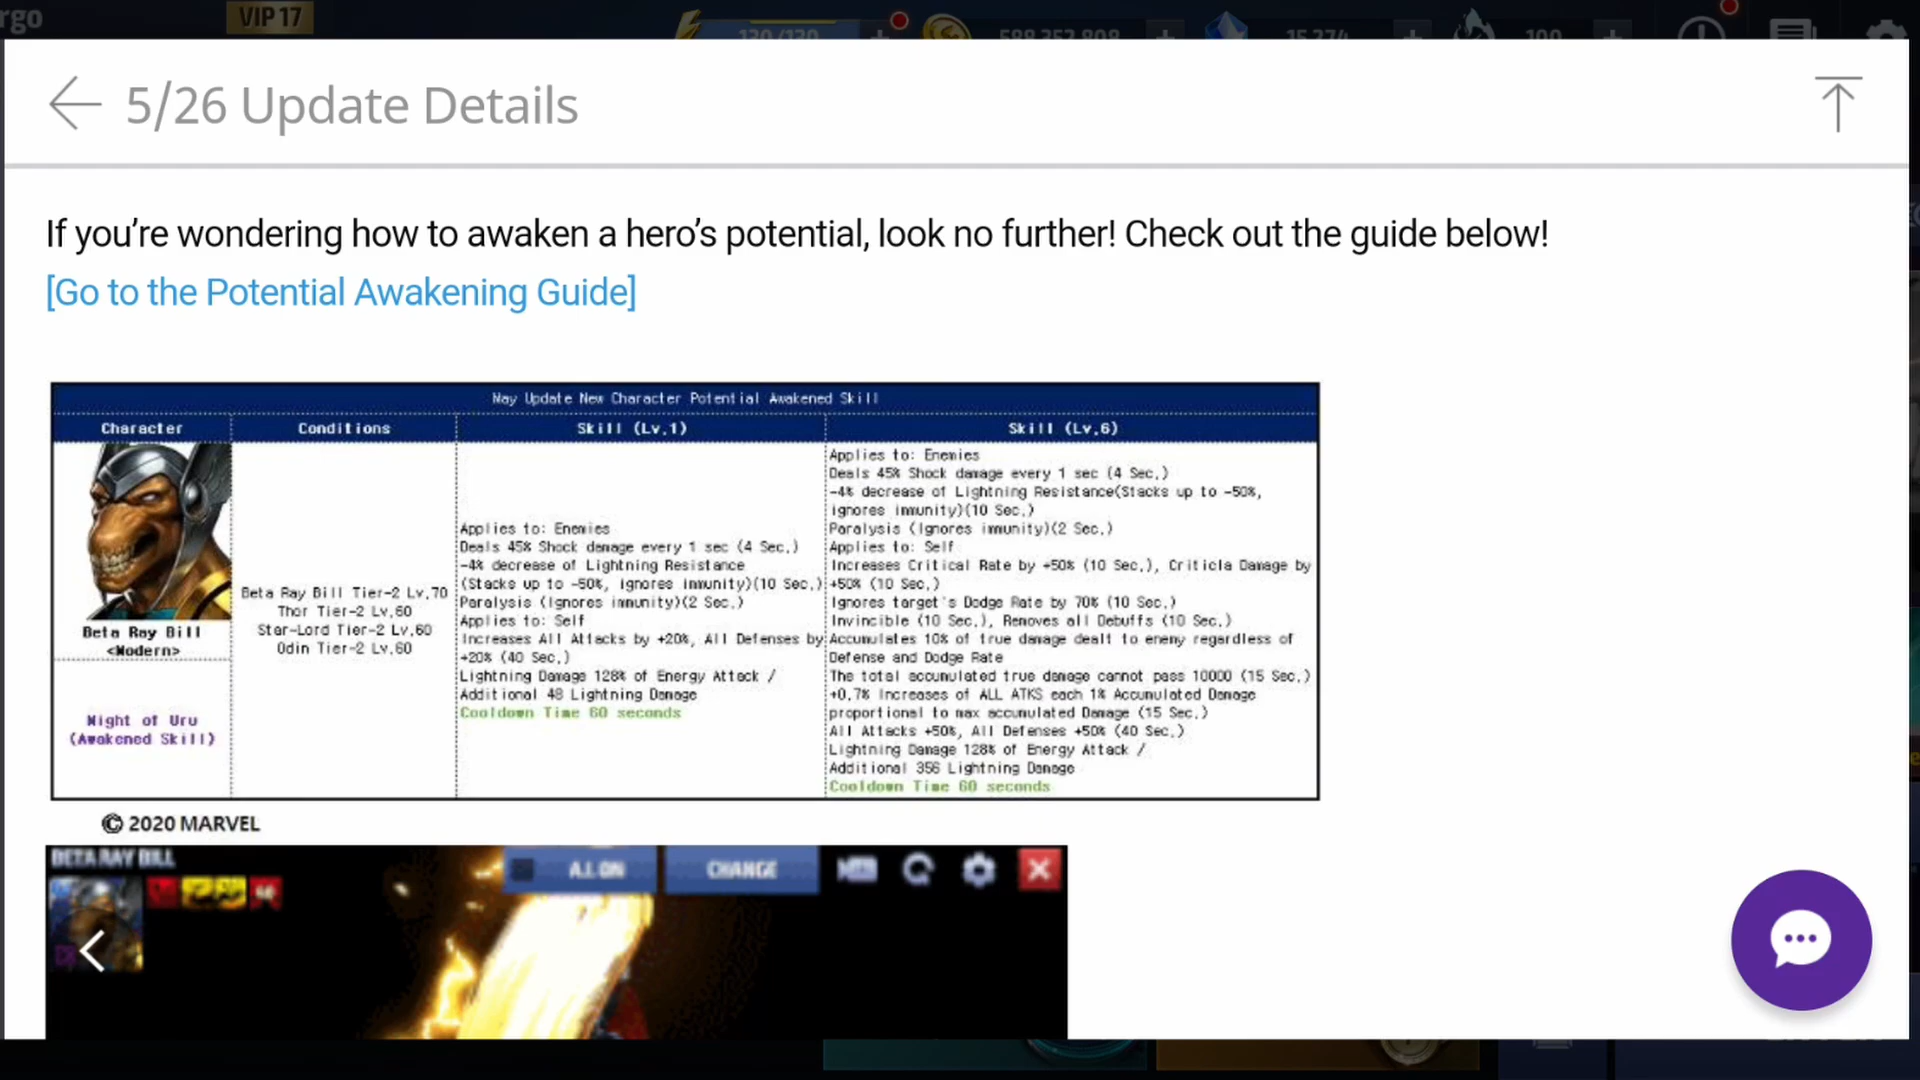 rgo
VIP 17
130/130
588,352,808
15,274
100
5/26 Update Details
If you’re wondering how to awaken a hero’s potential, look no further! Check out the guide below!
[Go to the Potential Awakening Guide]
May Update New Character Potential Awakened Skill
Character
Conditions
Skill (Lv.1)
Skill (Lv.6)
Beta Ray Bill
<Modern>
Might of Uru
(Awakened Skill)
Beta Ray Bill Tier-2 Lv.70
Thor Tier-2 Lv.60
Star-Lord Tier-2 Lv.60
Odin Tier-2 Lv.60
Applies to: Enemies
Deals 45% Shock damage every 1 sec (4 Sec.)
-4% decrease of Lightning Resistance
(Stacks up to -50%, ignores immunity)(10 Sec.)
Paralysis (Ignores immunity)(2 Sec.)
Applies to: Self
Increases All Attacks by +20%, All Defenses by
+20% (40 Sec.)
Lightning Damage 128% of Energy Attack /
Additional 48 Lightning Damage
Cooldown Time 60 seconds
Applies to: Enemies
Deals 45% Shock damage every 1 sec (4 Sec.)
-4% decrease of Lightning Resistance(Stacks up to -50%,
ignores immunity)(10 Sec.)
Paralysis (Ignores immunity)(2 Sec.)
Applies to: Self
Increases Critical Rate by +50% (10 Sec.), Criticla Damage by
+50% (10 Sec.)
Ignores target's Dodge Rate by 70% (10 Sec.)
Invincible (10 Sec.), Removes all Debuffs (10 Sec.)
Accumulates 10% of true damage dealt to enemy regardless of
Defense and Dodge Rate
The total accumulated true damage cannot pass 10000 (15 Sec.)
+0.7% Increases of ALL ATKS each 1% Accumulated Damage
proportional to max accumulated Damage (15 Sec.)
All Attacks +50%, All Defenses +50% (40 Sec.)
Lightning Damage 128% of Energy Attack /
Additional 356 Lightning Damage
Cooldown Time 60 seconds
© 2020 MARVEL
BETA RAY BILL
A.I. ON
CHANGE